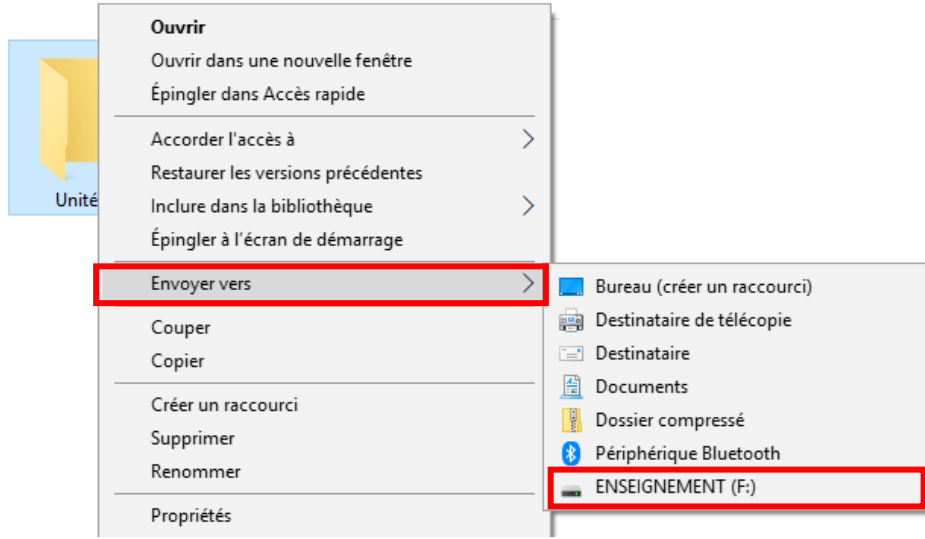 Unité
Ouvrir
Ouvrir dans une nouvelle fenêtre
Épingler dans Accès rapide
Accorder l'accès à
Restaurer les versions précédentes
Inclure dans la bibliothèque
Épingler à l'écran de démarrage
Envoyer vers
Couper
Copier
Créer un raccourci
Supprimer
Renommer
Propriétés
Bureau (créer un raccourci)
Destinataire de télécopie
Destinataire
Documents
Dossier compressé
Périphérique Bluetooth
ENSEIGNEMENT (F:)